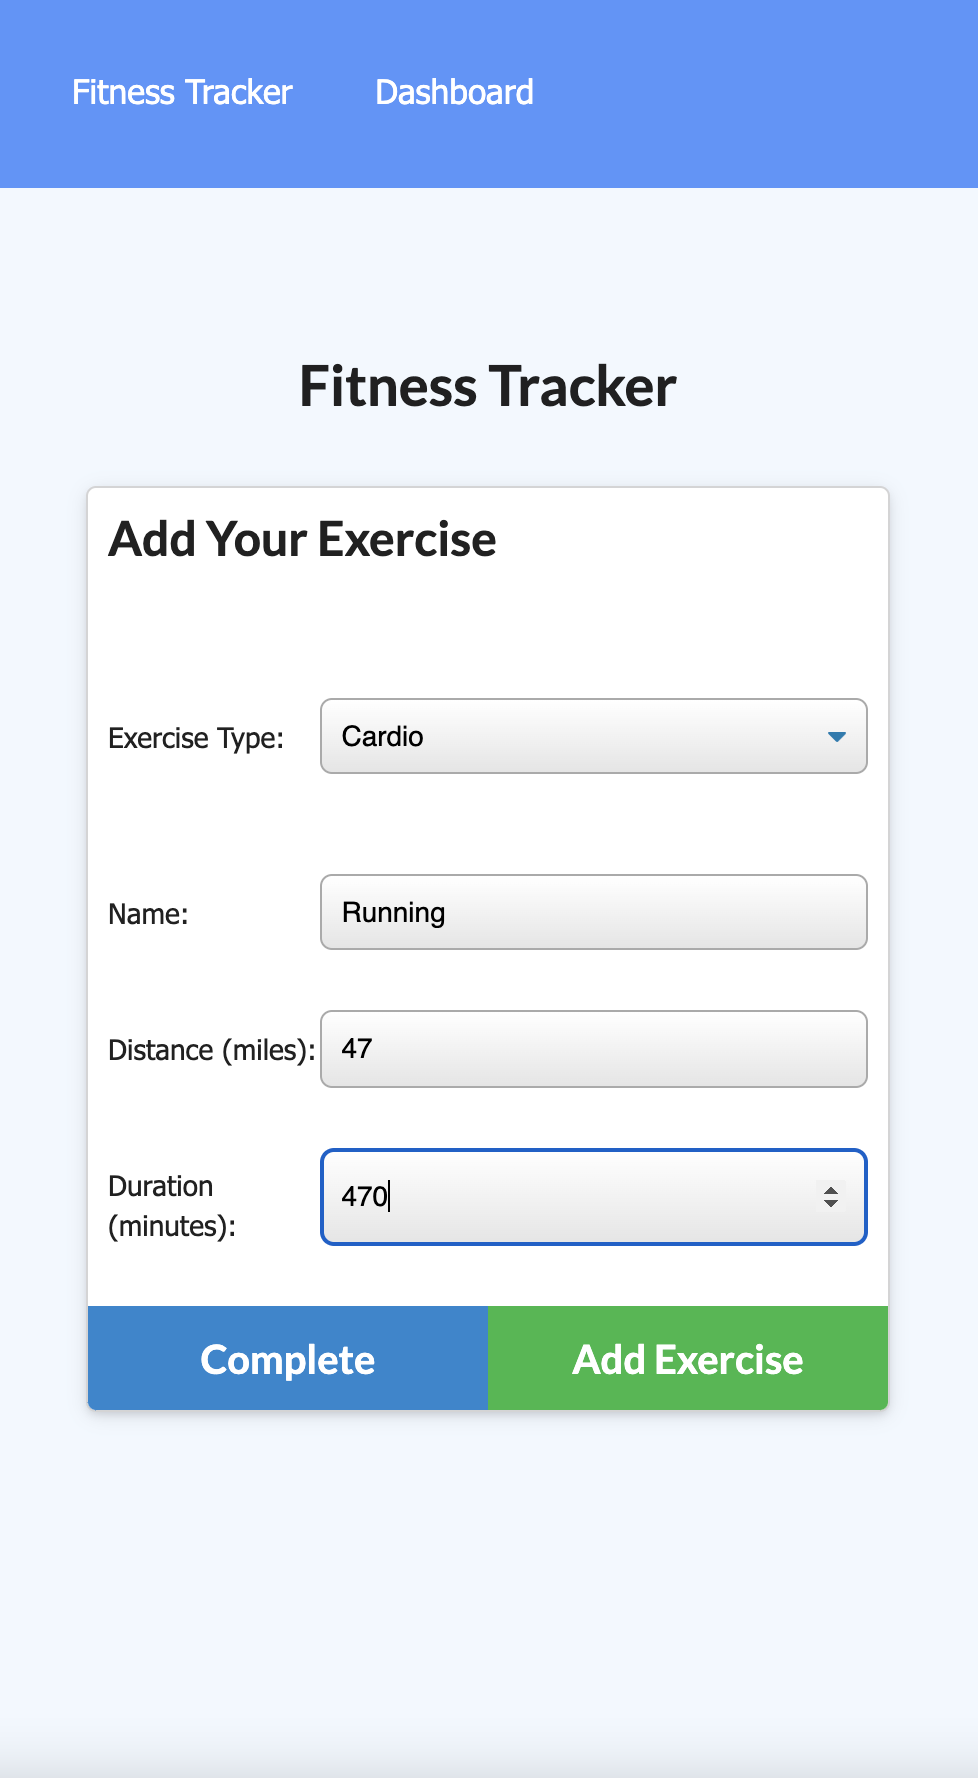 Fitness Tracker Dashboard
Fitness Tracker
Add Your Exercise
Exercise Type: Cardio
Name: Running
Distance (miles): 47
Duration
(minutes): 470
Complete Add Exercise